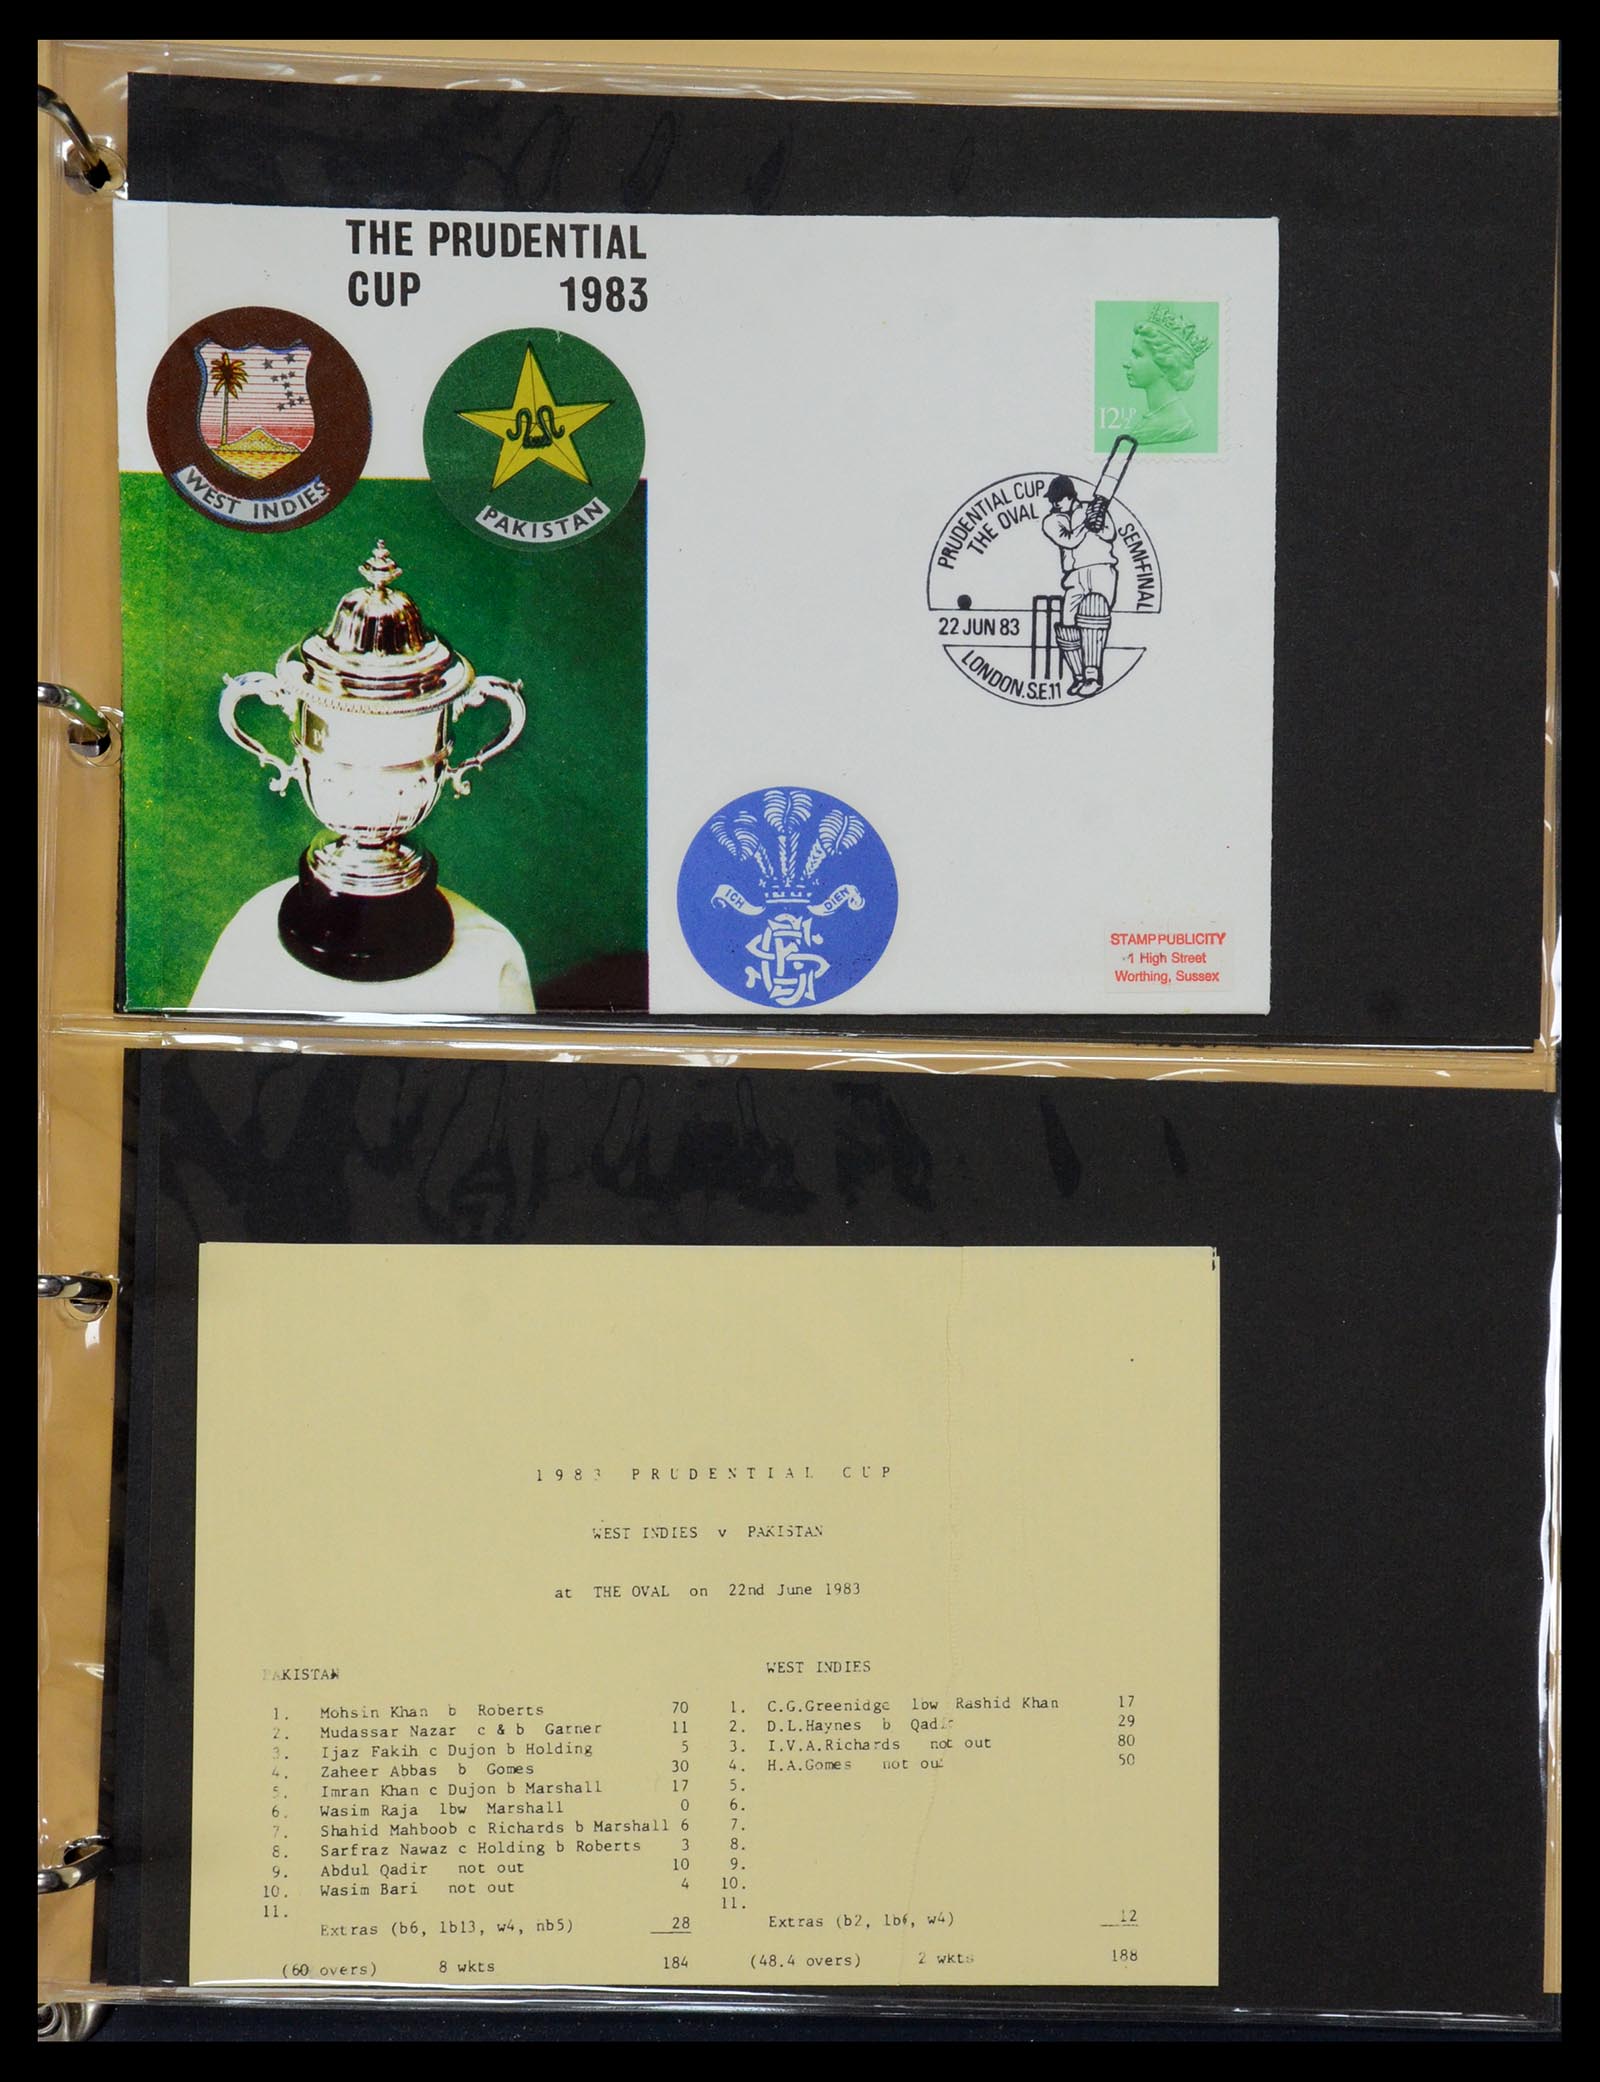 THE PRUDENTIAL
CUP 1983
WEST INDIES
PAKISTAN
12½P
PRUDENTIAL CUP
THE OVAL
SEMI-FINAL
22 JUN 83
LONDON.S.E.11
ICH DIEN
STAMP PUBLICITY
1 High Street
Worthing, Sussex
1983 PRUDENTIAL CUP
WEST INDIES v PAKISTAN
at THE OVAL on 22nd June 1983
PAKISTAN
1. Mohsin Khan b Roberts 70
2. Mudassar Nazar c & b Garner 11
3. Ijaz Fakih c Dujon b Holding 5
4. Zaheer Abbas b Gomes 30
5. Imran Khan c Dujon b Marshall 17
6. Wasim Raja lbw Marshall 0
7. Shahid Mahboob c Richards b Marshall 6
8. Sarfraz Nawaz c Holding b Roberts 3
9. Abdul Qadir not out 10
10. Wasim Bari not out 4
11.
Extras (b6, lb13, w4, nb5) 28
(60 overs) 8 wkts 184
WEST INDIES
1. C.G.Greenidge lbw Rashid Khan 17
2. D.L.Haynes b Qadir 29
3. I.V.A.Richards not out 80
4. H.A.Gomes not out 50
5.
6.
7.
8.
9.
10.
11.
Extras (b2, lb6, w4) 12
(48.4 overs) 2 wkts 188